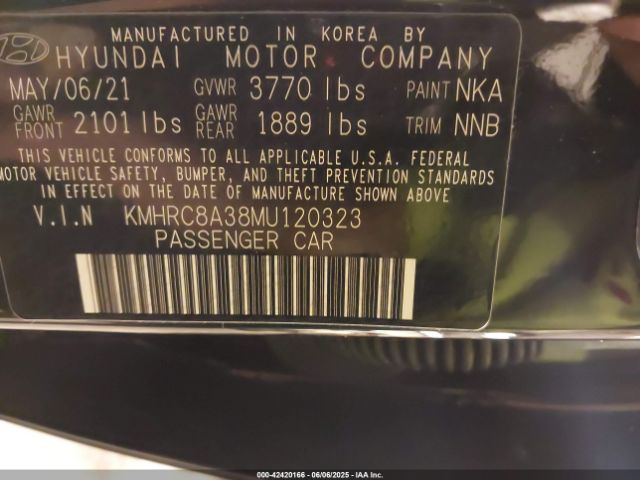 MANUFACTURED IN KOREA BY
HYUNDAI MOTOR COMPANY
MAY/06/21 GVWR 3770 lbs PAINT NKA
GAWR FRONT 2101 lbs GAWR REAR 1889 lbs TRIM NNB
THIS VEHICLE CONFORMS TO ALL APPLICABLE U.S.A. FEDERAL
MOTOR VEHICLE SAFETY, BUMPER, AND THEFT PREVENTION STANDARDS
IN EFFECT ON THE DATE OF MANUFACTURE SHOWN ABOVE
V.I.N KMHRC8A38MU120323
PASSENGER CAR
000-42420166 - 06/06/2025 - IAA Inc.